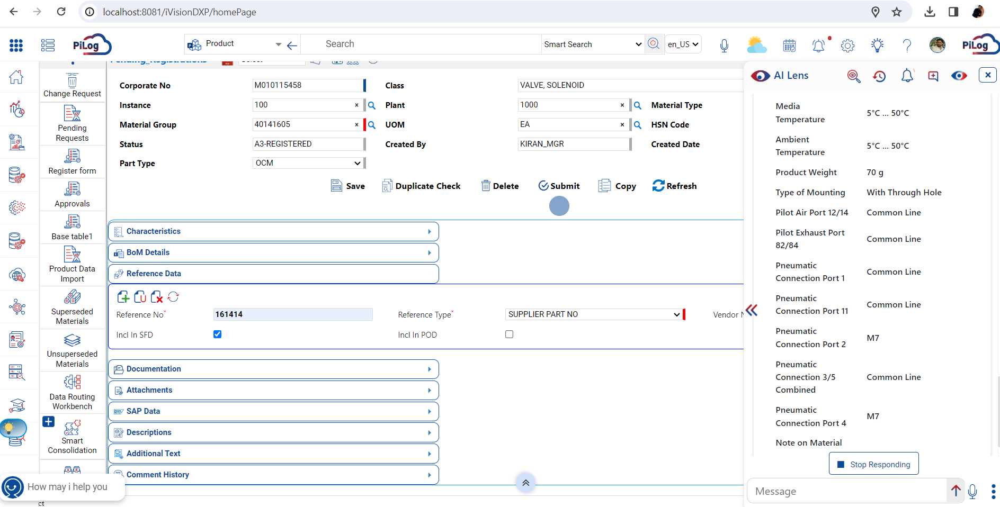 localhost:8081/iVisionDXP/homePage
PiLog
Product
Search
Smart Search
en_US
PiLog
Pending_Registrations
Change Request
Pending Requests
Register form
Approvals
Base table1
Product Data Import
Superseded Materials
Unsuperseded Materials
Data Routing Workbench
Smart Consolidation
Corporate No M010115458 Class VALVE, SOLENOID
Instance 100 × Plant 1000 × Material Type
Material Group 40141605 × UOM EA × HSN Code
Status A3-REGISTERED Created By KIRAN_MGR Created Date
Part Type OCM
Save Duplicate Check Delete Submit Copy Refresh
Characteristics
BoM Details
Reference Data
Reference No* 161414 Reference Type* SUPPLIER PART NO Vendor N
Incl In SFD Incl In POD
Documentation
Attachments
SAP Data
Descriptions
Additional Text
Comment History
How may i help you
ct
AI Lens
Media Temperature 5°C ... 50°C
Ambient Temperature 5°C ... 50°C
Product Weight 70 g
Type of Mounting With Through Hole
Pilot Air Port 12/14 Common Line
Pilot Exhaust Port 82/84 Common Line
Pneumatic Connection Port 1 Common Line
Pneumatic Connection Port 11 Common Line
Pneumatic Connection Port 2 M7
Pneumatic Connection 3/5 Combined Common Line
Pneumatic Connection Port 4 M7
Note on Material
Stop Responding
Message